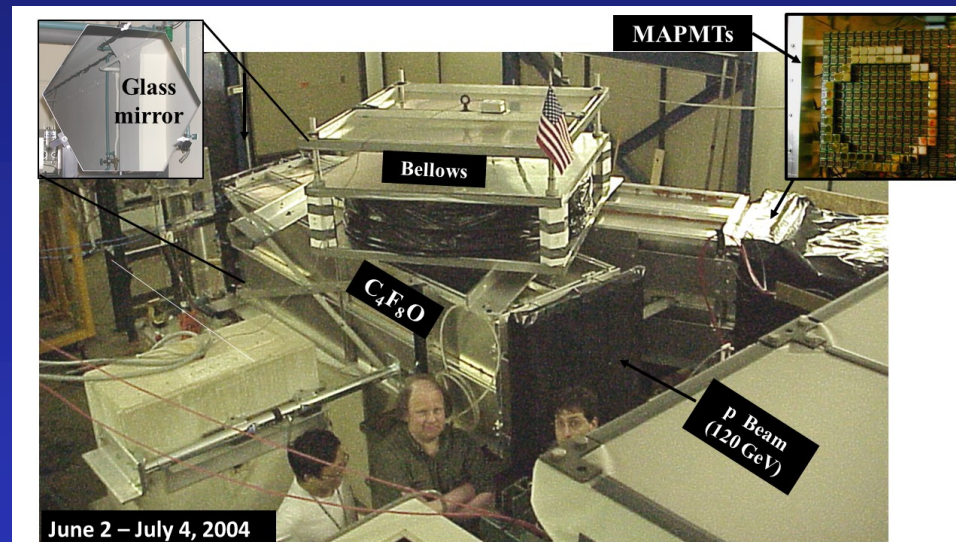 Glass
mirror
MAPMTs
Bellows
C₄F₈O
p Beam
(120 GeV)
June 2 – July 4, 2004